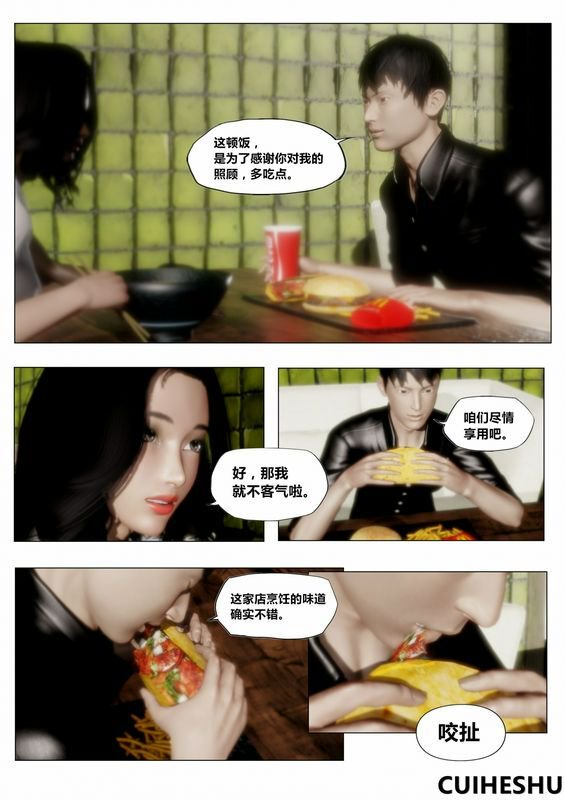 这顿饭，
是为了感谢你对我的
照顾，多吃点。
好，那我
就不客气啦。
咱们尽情
享用吧。
这家店烹饪的味道
确实不错。
咬扯
CUIHESHU